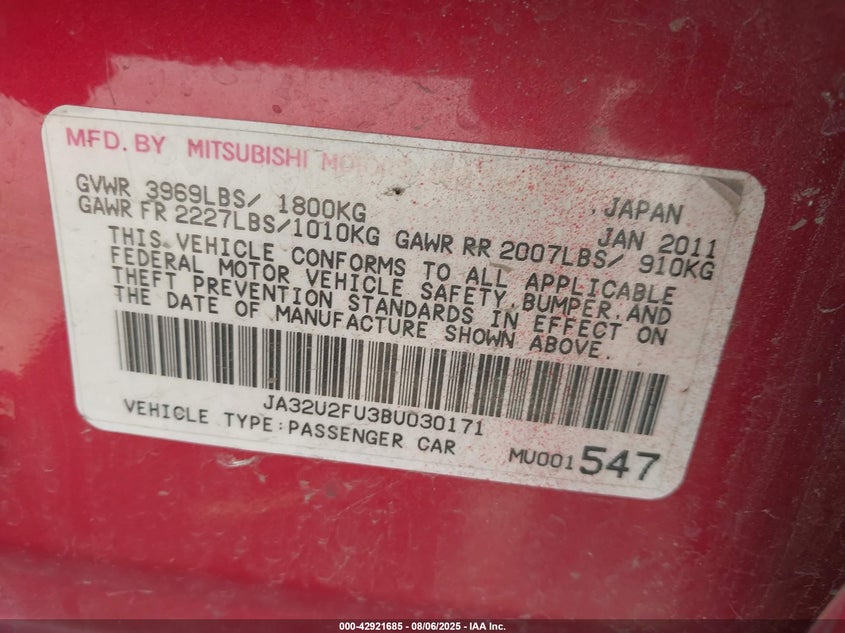 MFD. BY MITSUBISHI
GVWR 3969LBS/ 1800KG JAPAN
GAWR FR 2227LBS/1010KG GAWR RR 2007LBS/ 910KG
JAN 2011
THIS VEHICLE CONFORMS TO ALL APPLICABLE
FEDERAL MOTOR VEHICLE SAFETY, BUMPER, AND
THEFT PREVENTION STANDARDS IN EFFECT ON
THE DATE OF MANUFACTURE SHOWN ABOVE.
JA32U2FU3BU030171
VEHICLE TYPE:PASSENGER CAR
MU001547
000-42921685 - 08/06/2025 - IAA Inc.